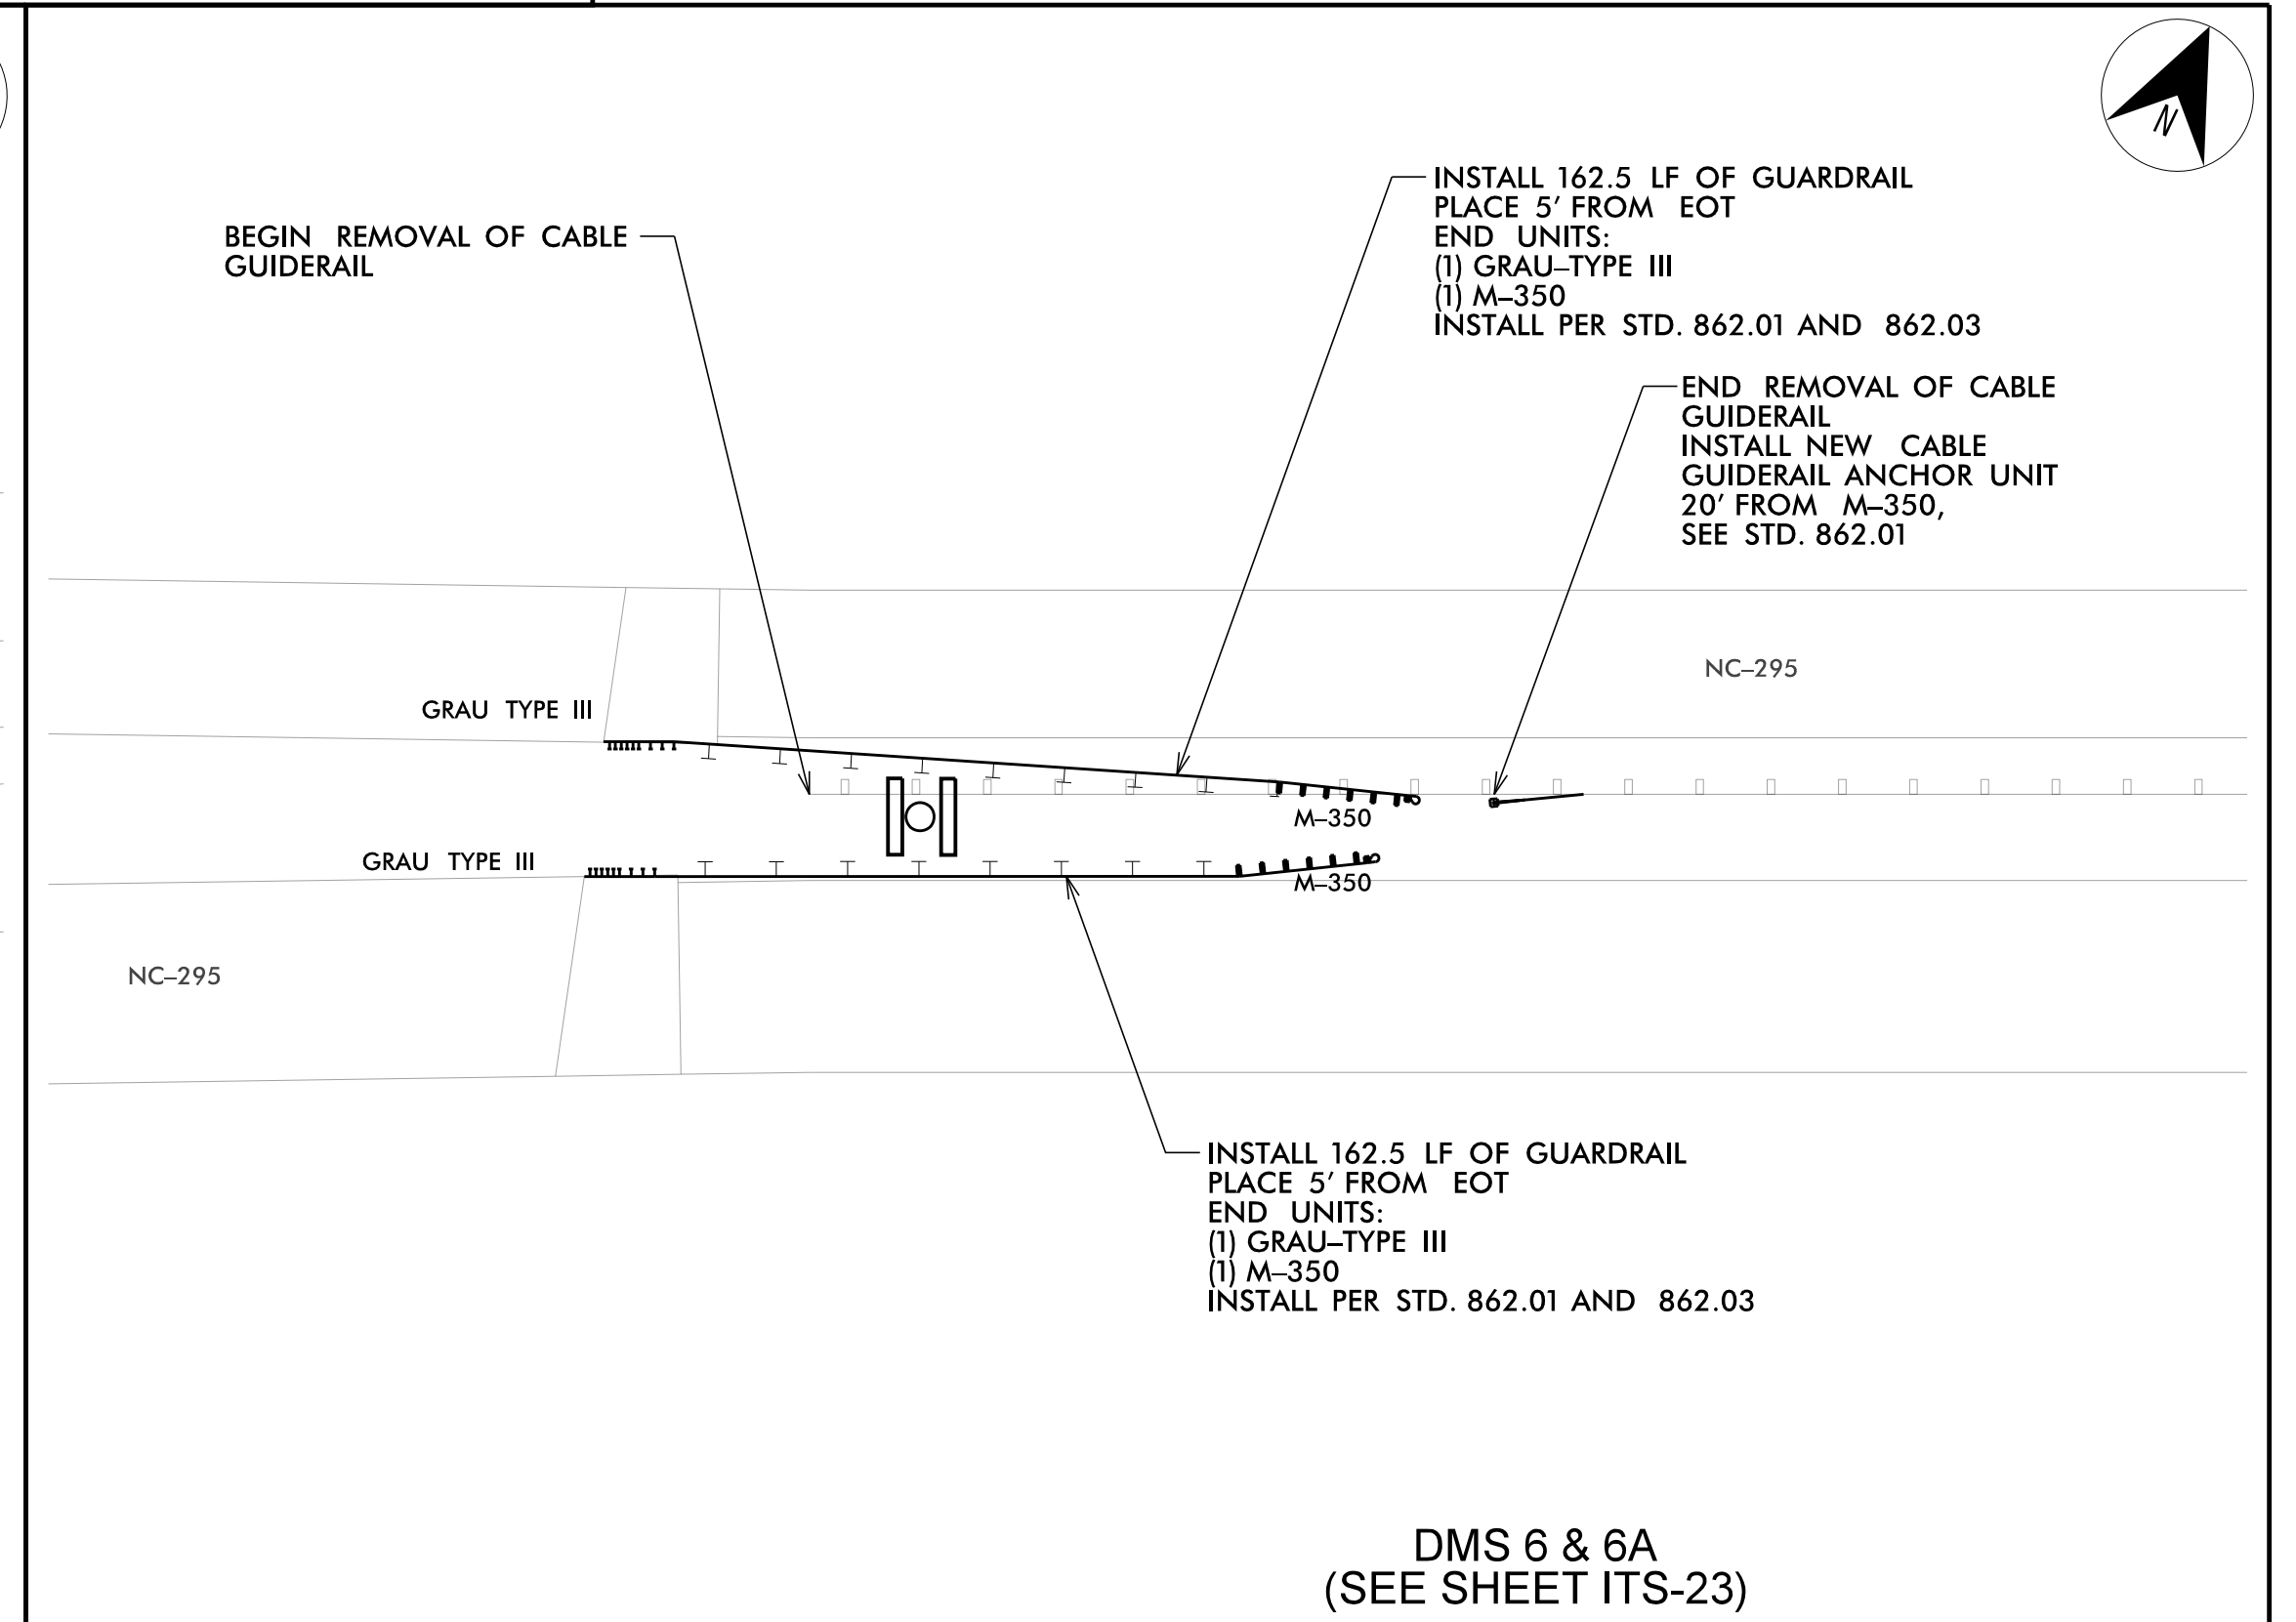 N
INSTALL 162.5 LF OF GUARDRAIL
PLACE 5' FROM EOT
END UNITS:
(1) GRAU–TYPE III
(1) M–350
INSTALL PER STD. 862.01 AND 862.03
BEGIN REMOVAL OF CABLE
GUIDERAIL
END REMOVAL OF CABLE
GUIDERAIL
INSTALL NEW CABLE
GUIDERAIL ANCHOR UNIT
20' FROM M–350,
SEE STD. 862.01
NC–295
GRAU TYPE III
M–350
GRAU TYPE III
M–350
NC–295
INSTALL 162.5 LF OF GUARDRAIL
PLACE 5' FROM EOT
END UNITS:
(1) GRAU–TYPE III
(1) M–350
INSTALL PER STD. 862.01 AND 862.03
DMS 6 & 6A
(SEE SHEET ITS-23)